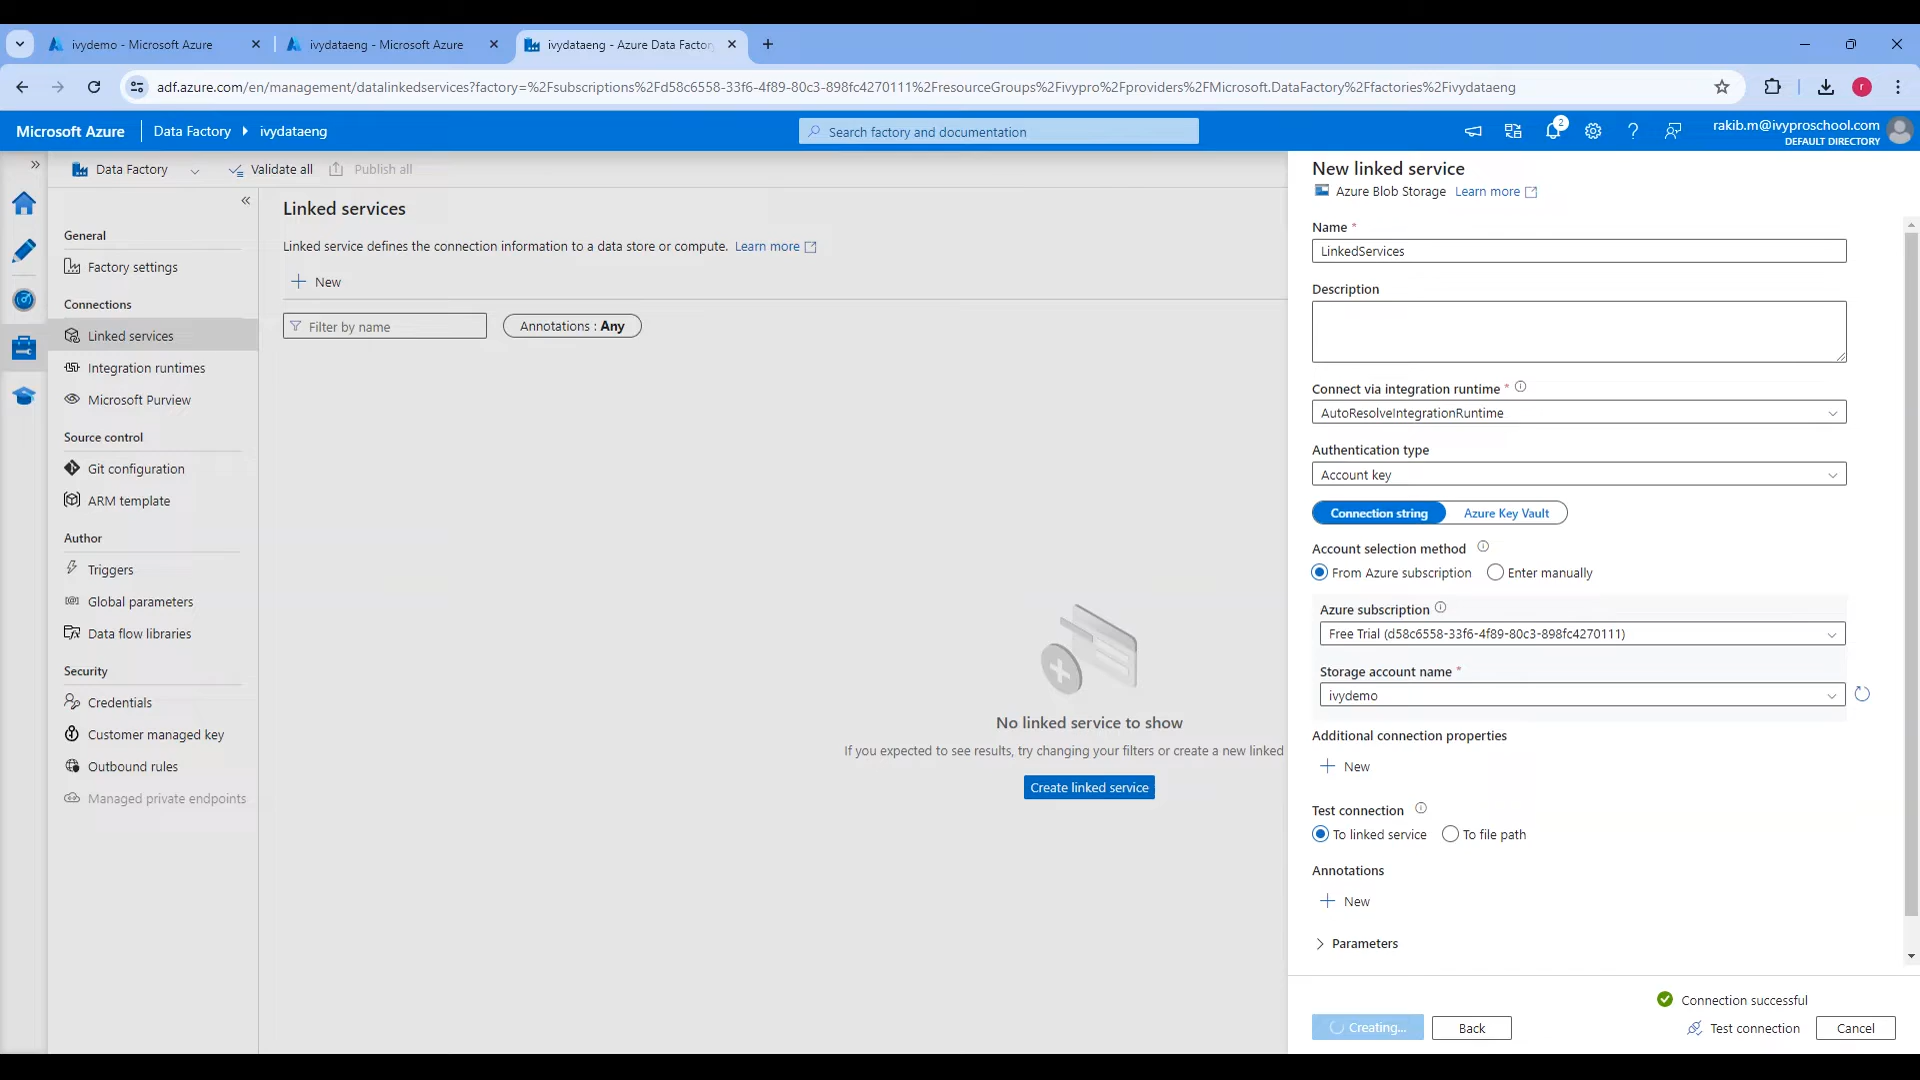 ivydemo - Microsoft Azure
ivydataeng - Microsoft Azure
ivydataeng - Azure Data Factory
adf.azure.com/en/management/datalinkedservices?factory=%2Fsubscriptions%2Fd58c6558-33f6-4f89-80c3-898fc4270111%2FresourceGroups%2Fivypro%2Fproviders%2FMicrosoft.DataFactory%2Ffactories%2Fivydataeng
r
Microsoft Azure
Data Factory
ivydataeng
Search factory and documentation
2
rakib.m@ivyproschool.com
DEFAULT DIRECTORY
Data Factory
Validate all
Publish all
General
Factory settings
Connections
Linked services
Integration runtimes
Microsoft Purview
Source control
Git configuration
ARM template
Author
Triggers
Global parameters
Data flow libraries
Security
Credentials
Customer managed key
Outbound rules
Managed private endpoints
Linked services
Linked service defines the connection information to a data store or compute. Learn more
New
Filter by name
Annotations : Any
No linked service to show
If you expected to see results, try changing your filters or create a new linked
Create linked service
New linked service
Azure Blob Storage Learn more
Name *
LinkedServices
Description
Connect via integration runtime *
AutoResolveIntegrationRuntime
Authentication type
Account key
Connection string
Azure Key Vault
Account selection method
From Azure subscription
Enter manually
Azure subscription
Free Trial (d58c6558-33f6-4f89-80c3-898fc4270111)
Storage account name *
ivydemo
Additional connection properties
New
Test connection
To linked service
To file path
Annotations
New
Parameters
Connection successful
Creating...
Back
Test connection
Cancel